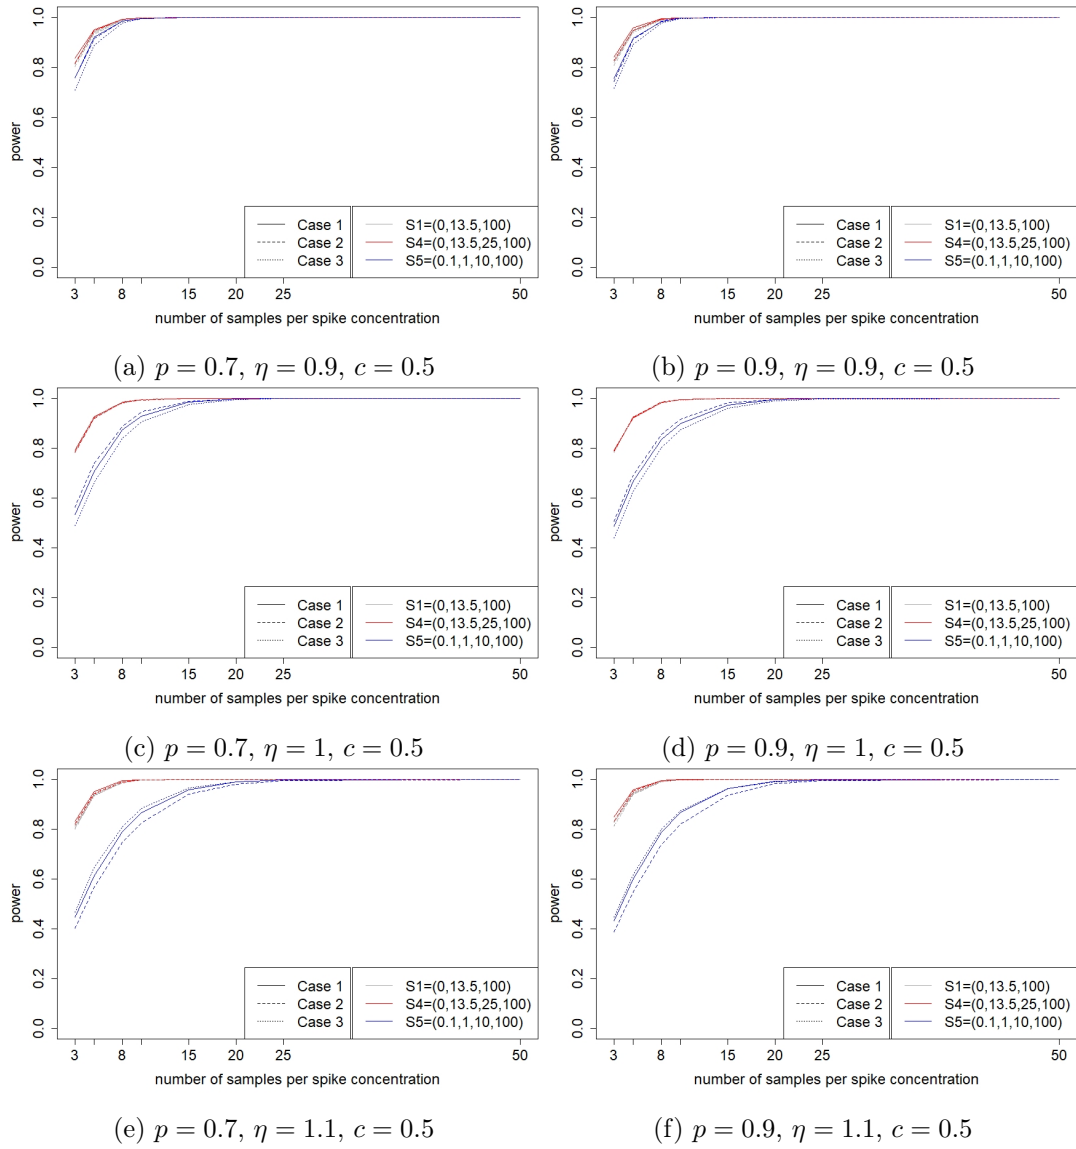 power
0.0 0.2 0.4 0.6 0.8 1.0
Case 1
Case 2
Case 3
S1=(0,13.5,100)
S4=(0,13.5,25,100)
S5=(0.1,1,10,100)
3 8 15 20 25 50
number of samples per spike concentration
(a) p = 0.7, η = 0.9, c = 0.5
power
0.0 0.2 0.4 0.6 0.8 1.0
Case 1
Case 2
Case 3
S1=(0,13.5,100)
S4=(0,13.5,25,100)
S5=(0.1,1,10,100)
3 8 15 20 25 50
number of samples per spike concentration
(b) p = 0.9, η = 0.9, c = 0.5
power
0.0 0.2 0.4 0.6 0.8 1.0
Case 1
Case 2
Case 3
S1=(0,13.5,100)
S4=(0,13.5,25,100)
S5=(0.1,1,10,100)
3 8 15 20 25 50
number of samples per spike concentration
(c) p = 0.7, η = 1, c = 0.5
power
0.0 0.2 0.4 0.6 0.8 1.0
Case 1
Case 2
Case 3
S1=(0,13.5,100)
S4=(0,13.5,25,100)
S5=(0.1,1,10,100)
3 8 15 20 25 50
number of samples per spike concentration
(d) p = 0.9, η = 1, c = 0.5
power
0.0 0.2 0.4 0.6 0.8 1.0
Case 1
Case 2
Case 3
S1=(0,13.5,100)
S4=(0,13.5,25,100)
S5=(0.1,1,10,100)
3 8 15 20 25 50
number of samples per spike concentration
(e) p = 0.7, η = 1.1, c = 0.5
power
0.0 0.2 0.4 0.6 0.8 1.0
Case 1
Case 2
Case 3
S1=(0,13.5,100)
S4=(0,13.5,25,100)
S5=(0.1,1,10,100)
3 8 15 20 25 50
number of samples per spike concentration
(f) p = 0.9, η = 1.1, c = 0.5